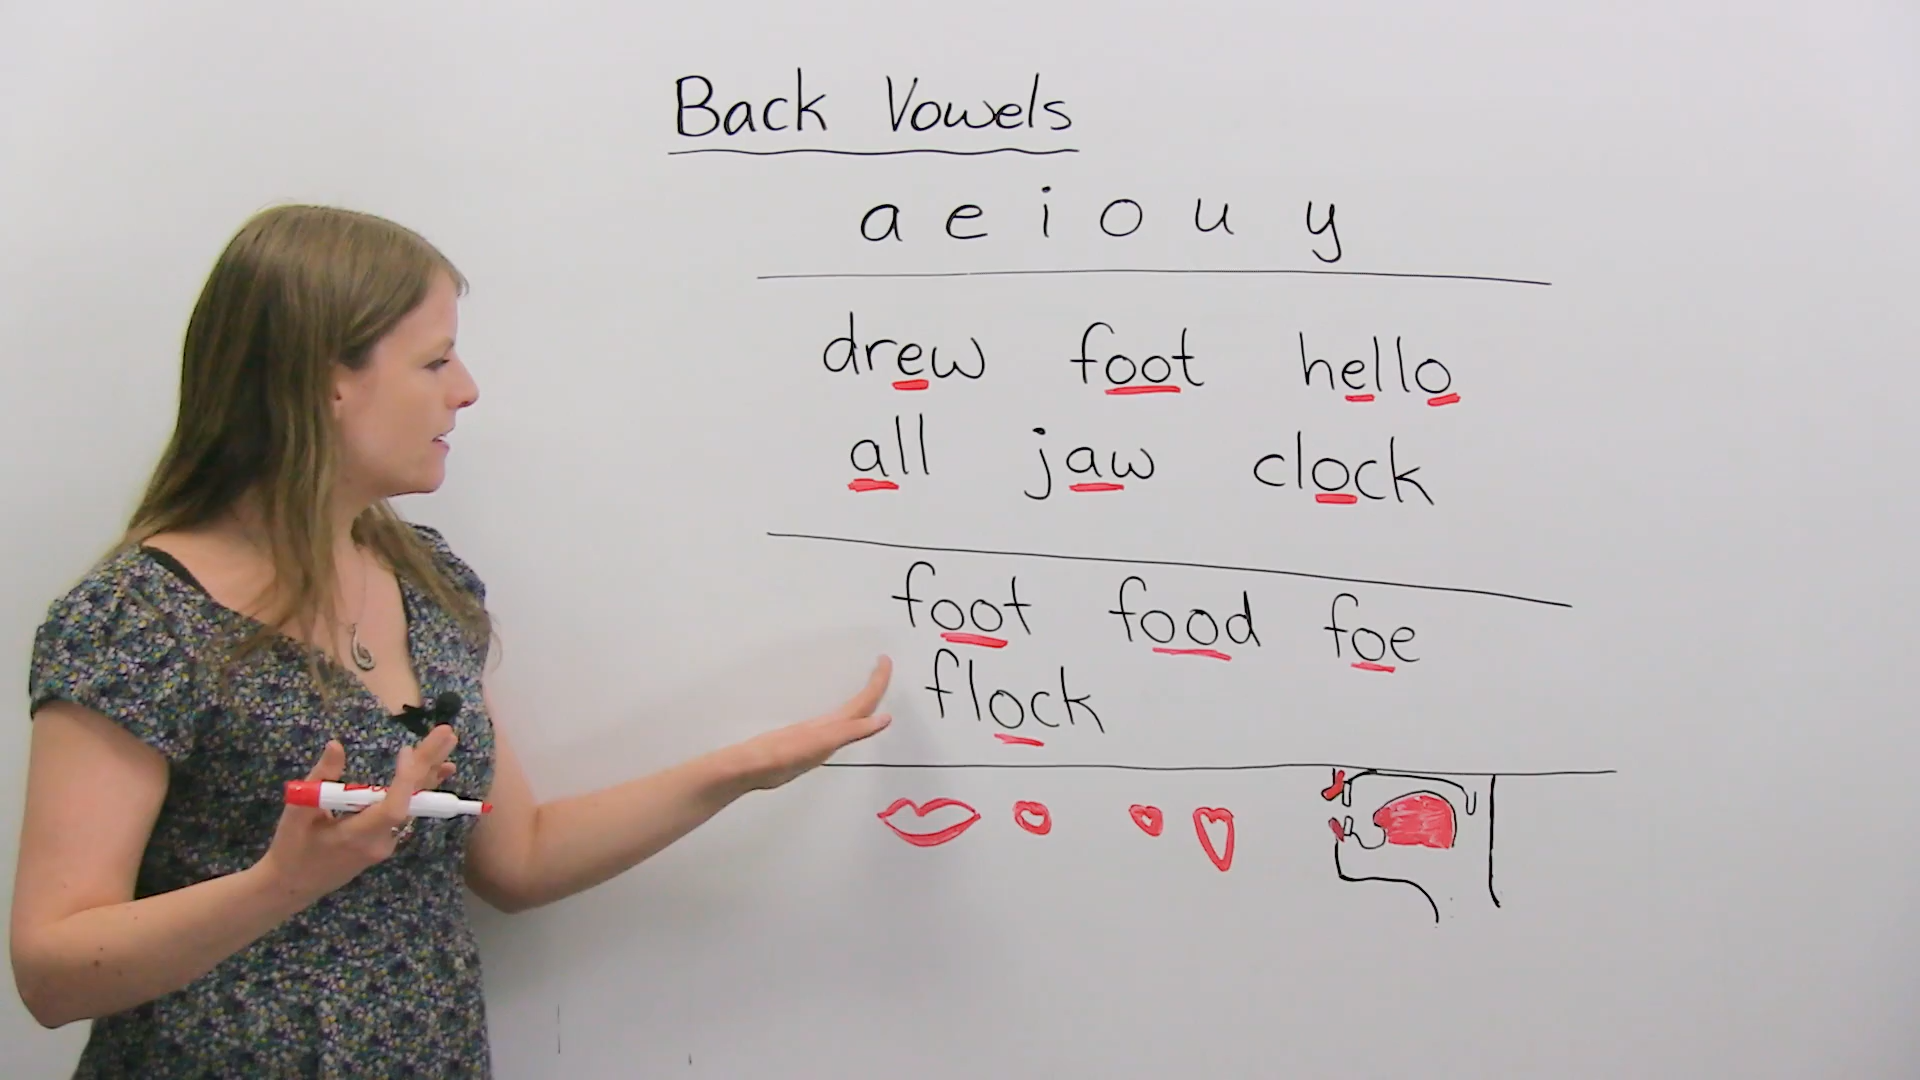 Back Vowels
a e i o u y
drew foot hello
all jaw clock
foot food foe
flock